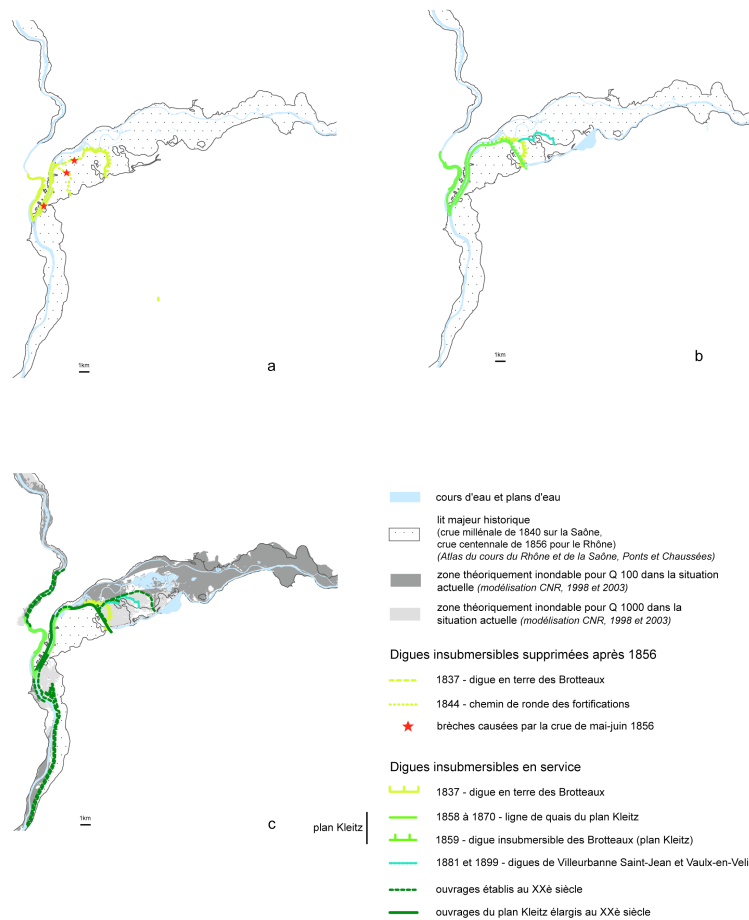 1km
a
1km
b
1km
c
cours d'eau et plans d'eau
lit majeur historique
(crue millénale de 1840 sur la Saône,
crue centennale de 1856 pour le Rhône)
(Atlas du cours du Rhône et de la Saône, Ponts et Chaussées)
zone théoriquement inondable pour Q 100 dans la situation
actuelle (modélisation CNR, 1998 et 2003)
zone théoriquement inondable pour Q 1000 dans la
situation actuelle (modélisation CNR, 1998 et 2003)
Digues insubmersibles supprimées après 1856
1837 - digue en terre des Brotteaux
1844 - chemin de ronde des fortifications
brèches causées par la crue de mai-juin 1856
Digues insubmersibles en service
1837 - digue en terre des Brotteaux
1858 à 1870 - ligne de quais du plan Kleitz
plan Kleitz
1859 - digue insubmersible des Brotteaux (plan Kleitz)
1881 et 1899 - digues de Villeurbanne Saint-Jean et Vaulx-en-Veli
ouvrages établis au XXè siècle
ouvrages du plan Kleitz élargis au XXè siècle